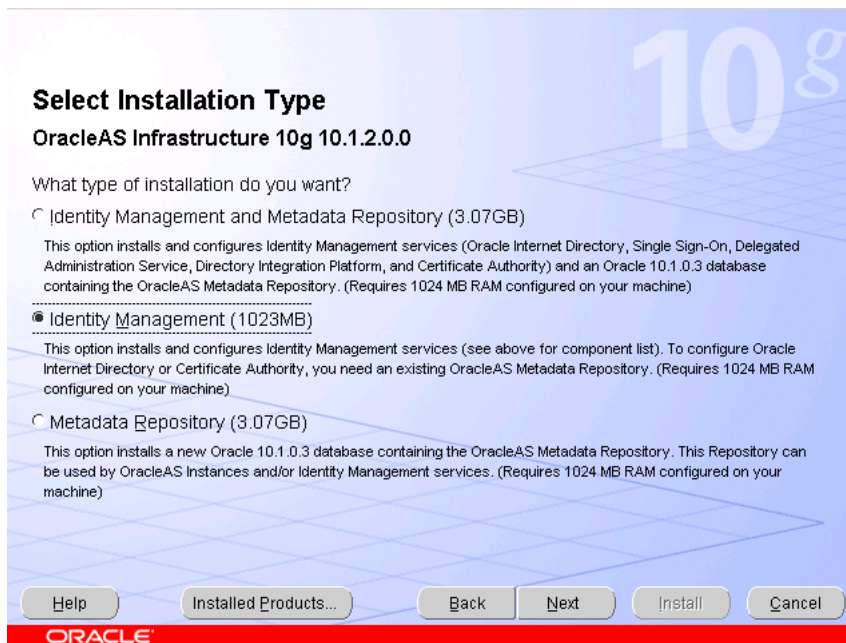 10g
Select Installation Type
OracleAS Infrastructure 10g 10.1.2.0.0
What type of installation do you want?
Identity Management and Metadata Repository (3.07GB)
This option installs and configures Identity Management services (Oracle Internet Directory, Single Sign-On, Delegated
Administration Service, Directory Integration Platform, and Certificate Authority) and an Oracle 10.1.0.3 database
containing the OracleAS Metadata Repository. (Requires 1024 MB RAM configured on your machine)
Identity Management (1023MB)
This option installs and configures Identity Management services (see above for component list). To configure Oracle
Internet Directory or Certificate Authority, you need an existing OracleAS Metadata Repository. (Requires 1024 MB RAM
configured on your machine)
Metadata Repository (3.07GB)
This option installs a new Oracle 10.1.0.3 database containing the OracleAS Metadata Repository. This Repository can
be used by OracleAS Instances and/or Identity Management services. (Requires 1024 MB RAM configured on your
machine)
Help Installed Products... Back Next Install Cancel
ORACLE